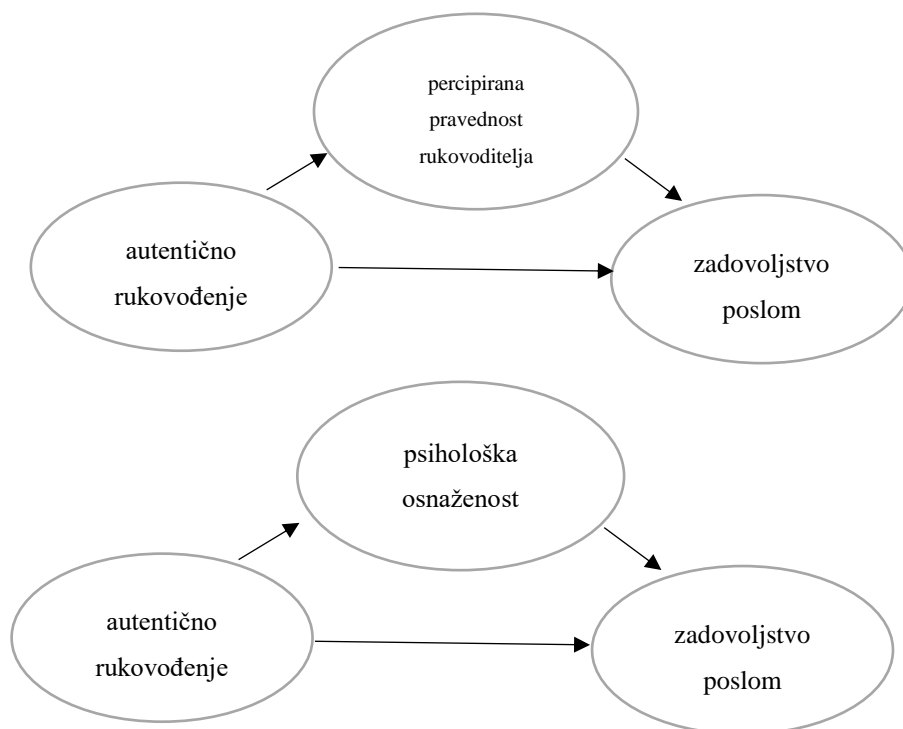 percipirana
pravednost
rukovoditelja
autentično
rukovođenje
zadovoljstvo
poslom
psihološka
osnaženost
autentično
rukovođenje
zadovoljstvo
poslom